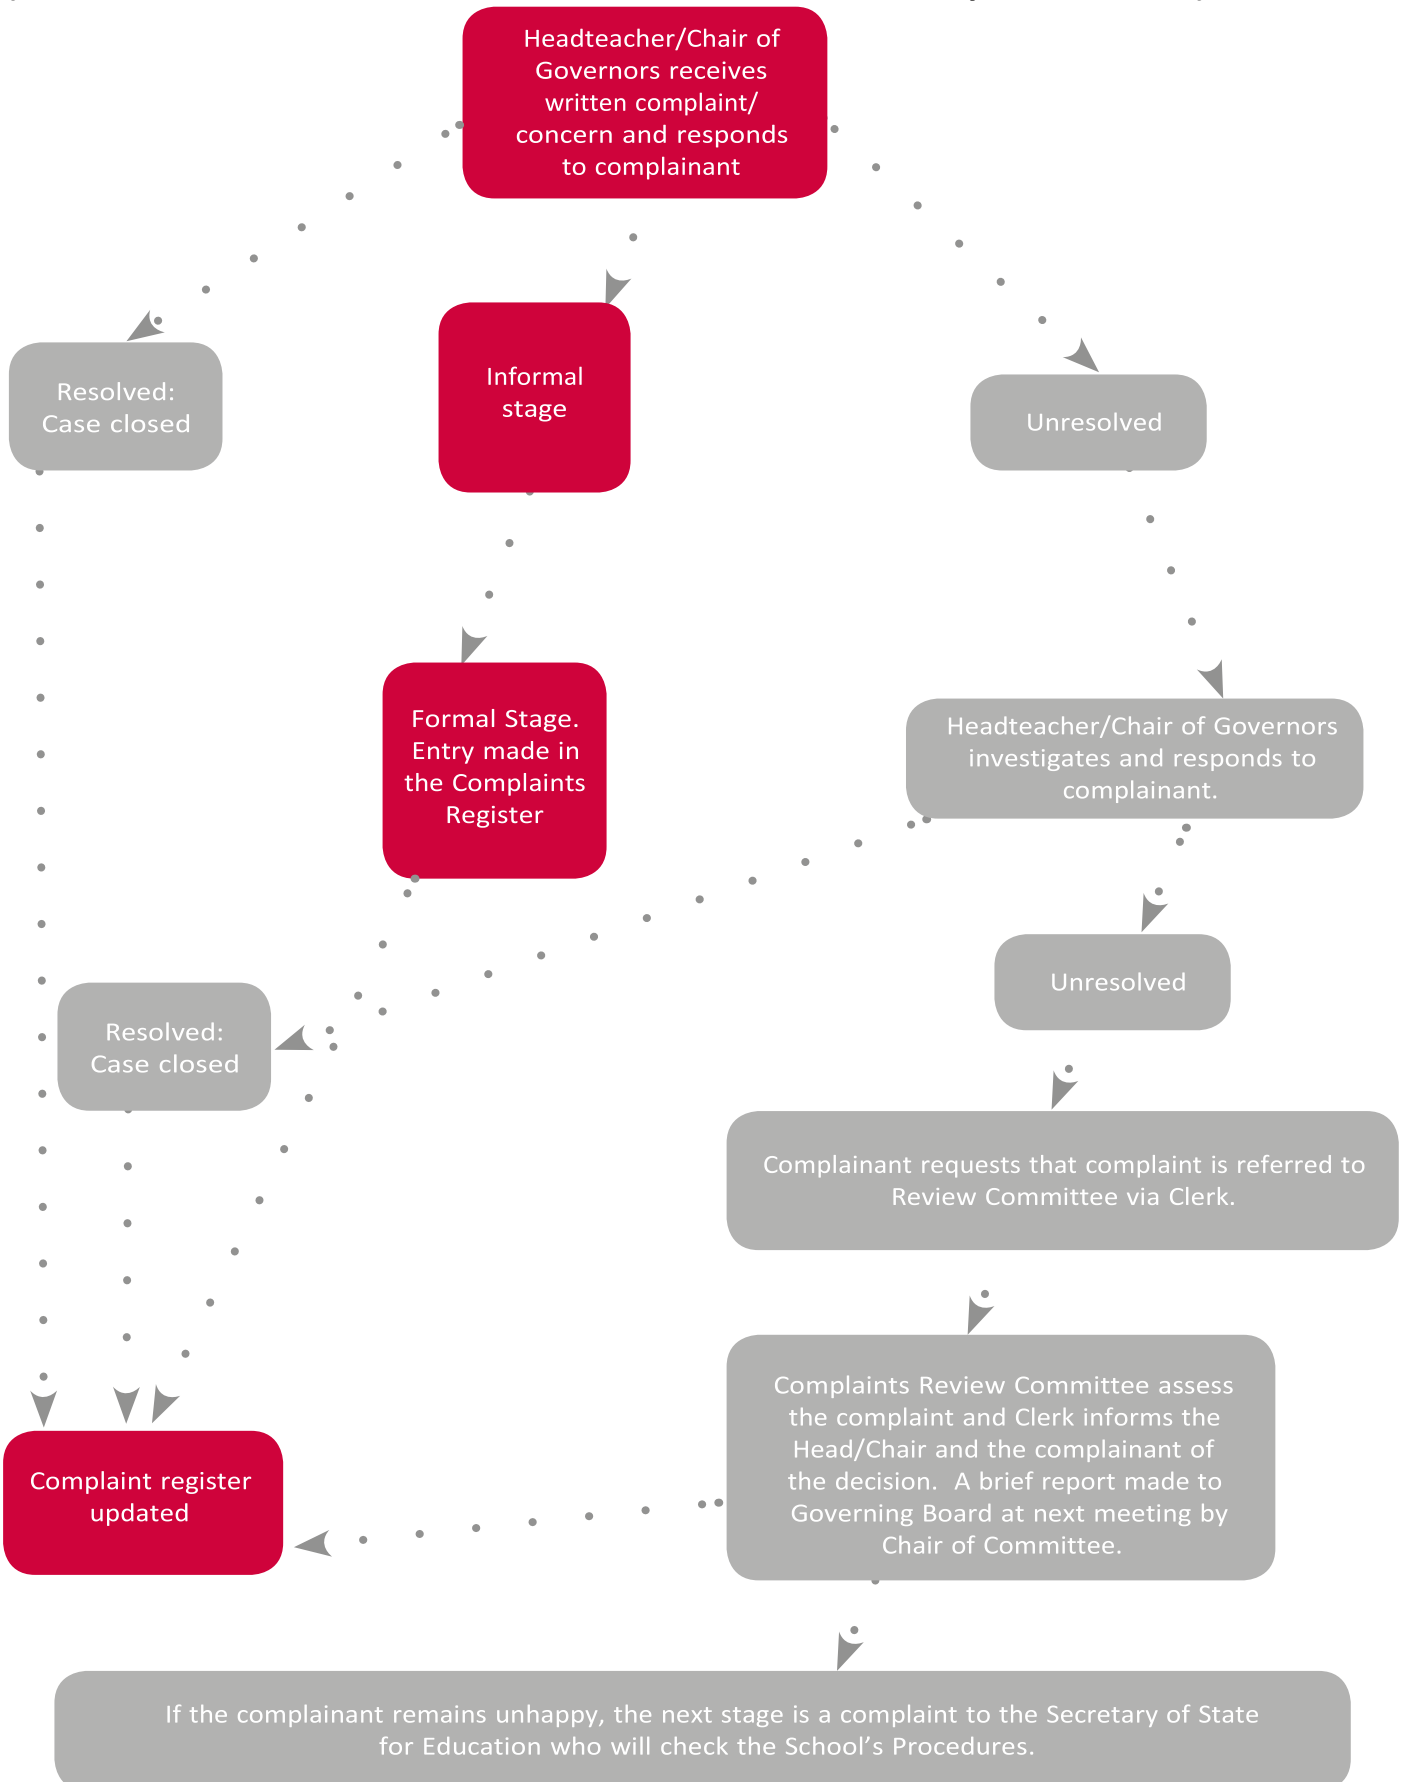 Headteacher/Chair of
Governors receives
written complaint/
concern and responds
to complainant
Resolved:
Case closed
Informal
stage
Unresolved
Formal Stage.
Entry made in
the Complaints
Register
Headteacher/Chair of Governors
investigates and responds to
complainant.
Resolved:
Case closed
Unresolved
Complainant requests that complaint is referred to
Review Committee via Clerk.
Complaints Review Committee assess
the complaint and Clerk informs the
Head/Chair and the complainant of
the decision.  A brief report made to
Governing Board at next meeting by
Chair of Committee.
Complaint register
updated
If the complainant remains unhappy, the next stage is a complaint to the Secretary of State
for Education who will check the School’s Procedures.